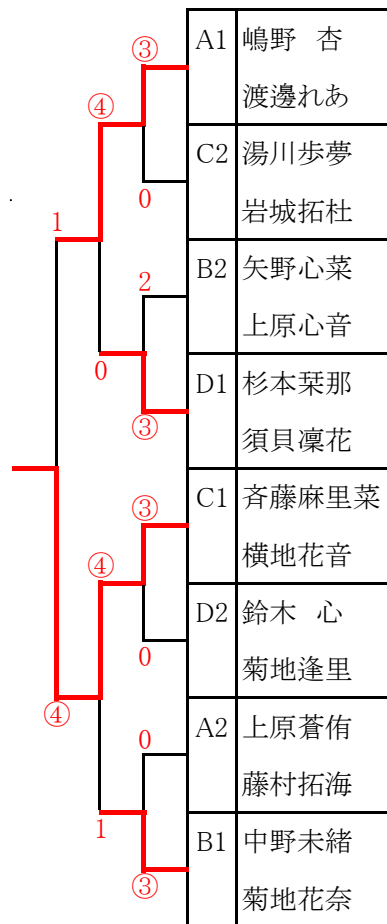 ③
A1 嶋野 杏
渡邊れあ
④
C2 湯川歩夢
0
岩城拓杜
1
B2 矢野心菜
2
上原心音
0
D1 杉本栞那
③
須貝凜花
C1 斉藤麻里菜
③
横地花音
④
D2 鈴木 心
0
菊地逢里
④
A2 上原蒼侑
0
藤村拓海
1
B1 中野未緒
③
菊地花奈